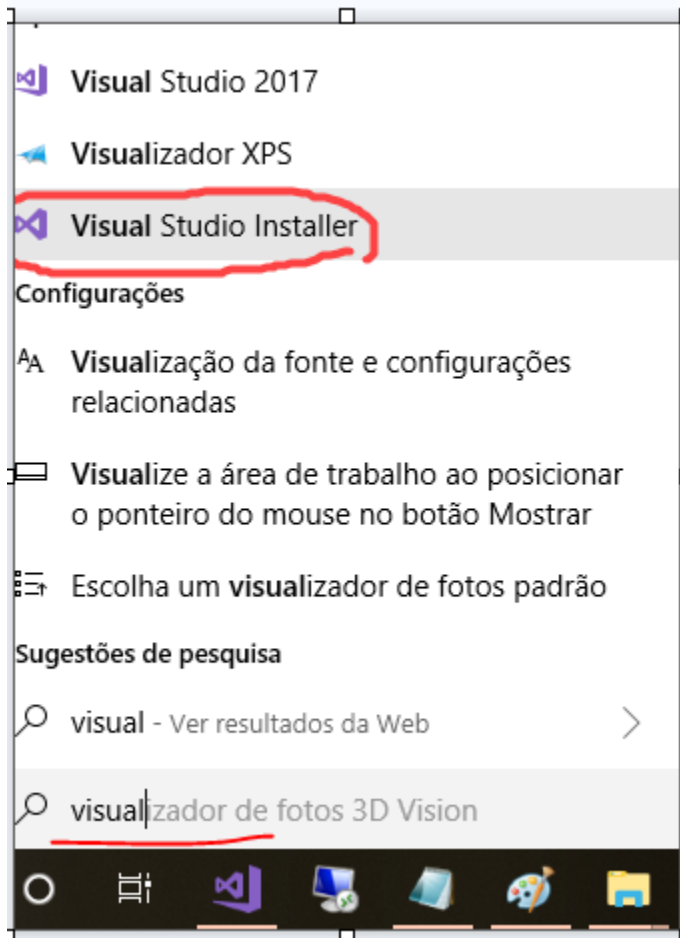 Visual Studio 2017
Visualizador XPS
Visual Studio Installer
Configurações
Visualização da fonte e configurações
relacionadas
Visualize a área de trabalho ao posicionar
o ponteiro do mouse no botão Mostrar
Escolha um visualizador de fotos padrão
Sugestões de pesquisa
visual - Ver resultados da Web
visualizador de fotos 3D Vision